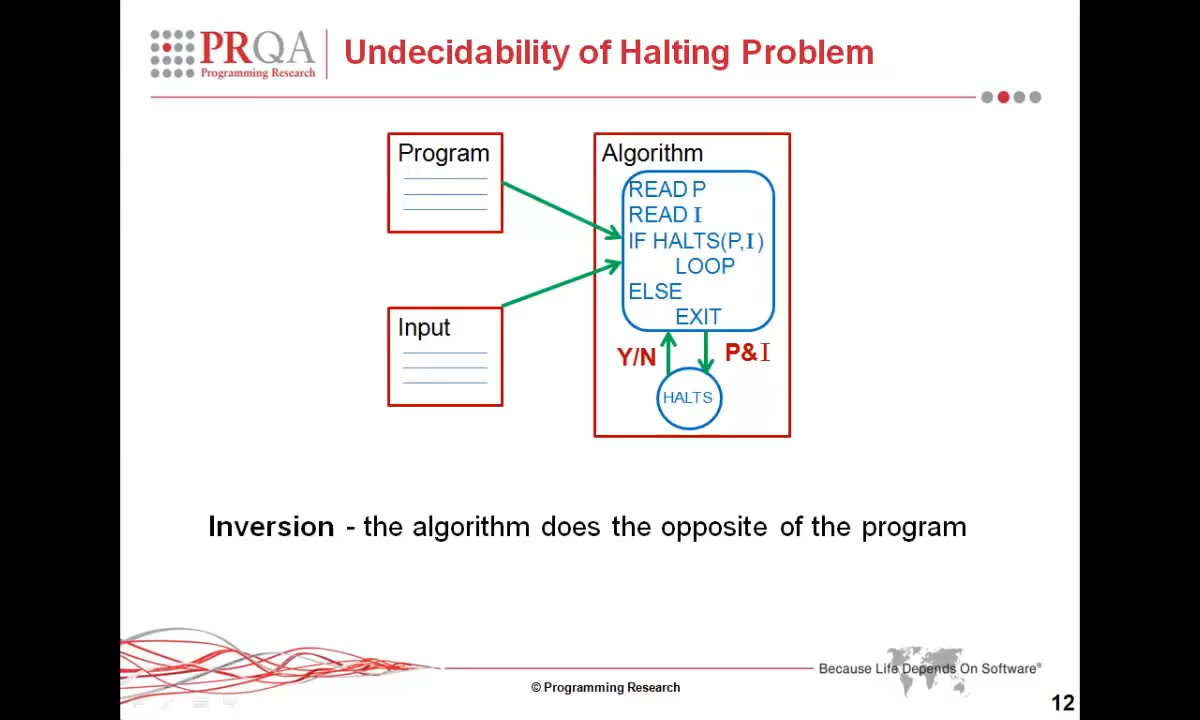 PRQA
Programming Research
Undecidability of Halting Problem
Program
Input
Algorithm
READ P
READ I
IF HALTS(P,I)
LOOP
ELSE
EXIT
Y/N
P&I
HALTS
Inversion - the algorithm does the opposite of the program
Because Life Depends On Software®
© Programming Research
12